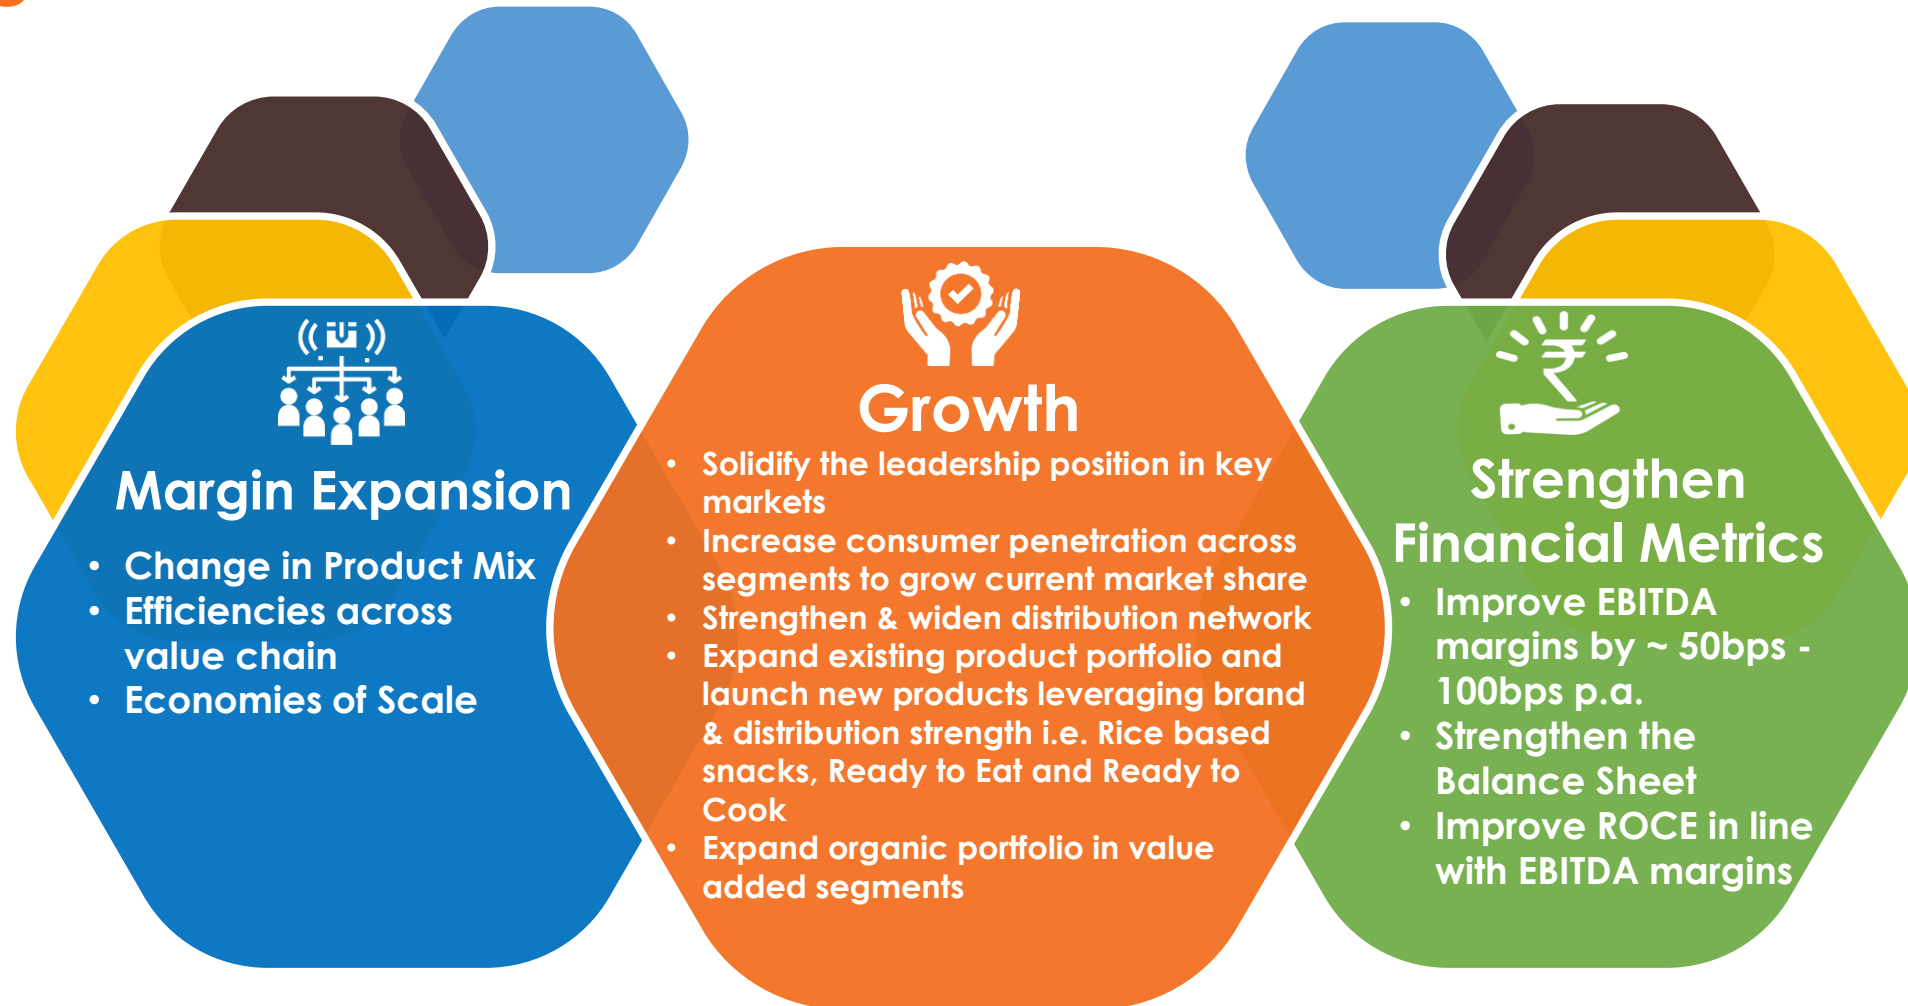 Margin Expansion
• Change in Product Mix
• Efficiencies across
value chain
• Economies of Scale
Growth
• Solidify the leadership position in key
markets
• Increase consumer penetration across
segments to grow current market share
• Strengthen & widen distribution network
• Expand existing product portfolio and
launch new products leveraging brand
& distribution strength i.e. Rice based
snacks, Ready to Eat and Ready to
Cook
• Expand organic portfolio in value
added segments
₹
Strengthen
Financial Metrics
• Improve EBITDA
margins by ~ 50bps -
100bps p.a.
• Strengthen the
Balance Sheet
• Improve ROCE in line
with EBITDA margins